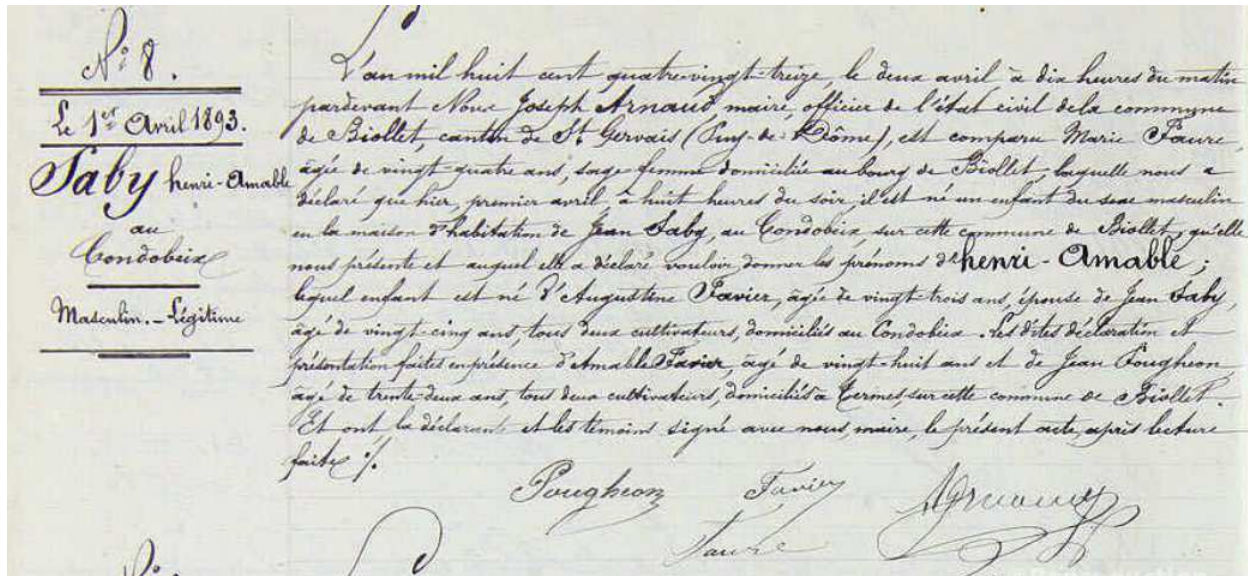 N° 8.
Le 1er Avril 1893.
Saby henri-Amable
au
Condobeix
Masculin. - Légitime
L'an mil huit cent quatre-vingt-treize, le deux avril à dix heures du matin
pardevant Nous Joseph Arnaud, maire, officier de l'état civil de la commune
de Biollet, canton de St Gervais (Puy-de-Dôme), est comparu Marie Faure,
âgée de vingt-quatre ans, sage-femme domiciliée au bourg de Biollet, laquelle nous a
déclaré que hier, premier avril, à huit heures du soir, il est né un enfant du sexe masculin
en la maison d'habitation de Jean Saby, au Condobeix, sur cette commune de Biollet, qu'elle
nous présente et auquel elle a déclaré vouloir donner les prénoms d'henri-Amable ;
lequel enfant est né d'Augustine Favier, âgée de vingt-trois ans, épouse de Jean Saby,
âgé de vingt-cinq ans, tous deux cultivateurs, domiciliés au Condobeix. Les dites déclaration et
présentation faites en présence d'Amable Favier, âgé de vingt-huit ans et de Jean Pougheon
âgé de trente-deux ans, tous deux cultivateurs, domiciliés à Termes, sur cette commune de Biollet.
Et ont la déclarante et les témoins signé avec nous, maire, le présent acte, après lecture
faite ./.
Pougheon Favier Arnaud
Faure